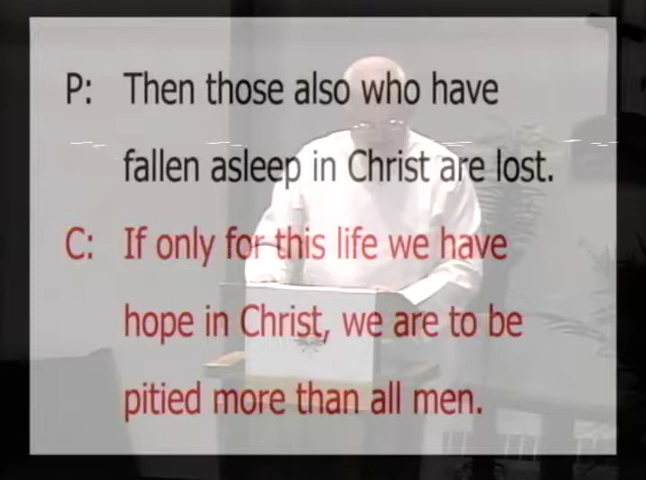 P: Then those also who have
fallen asleep in Christ are lost.
C: If only for this life we have
hope in Christ, we are to be
pitied more than all men.